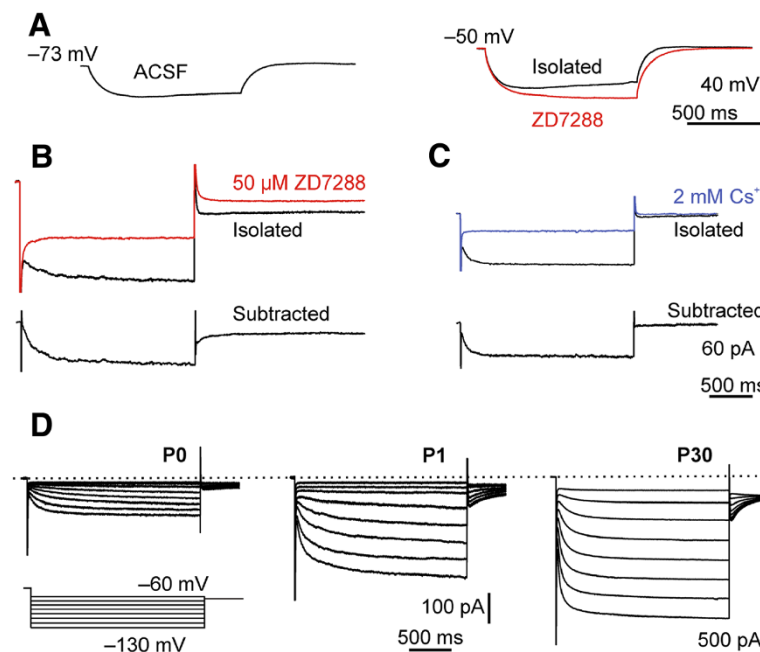 A
–73 mV
ACSF
–50 mV
Isolated
ZD7288
40 mV
500 ms
B
50 µM ZD7288
Isolated
Subtracted
C
2 mM Cs⁺
Isolated
Subtracted
60 pA
500 ms
D
P0
P1
P30
–60 mV
–130 mV
100 pA
500 ms
500 pA